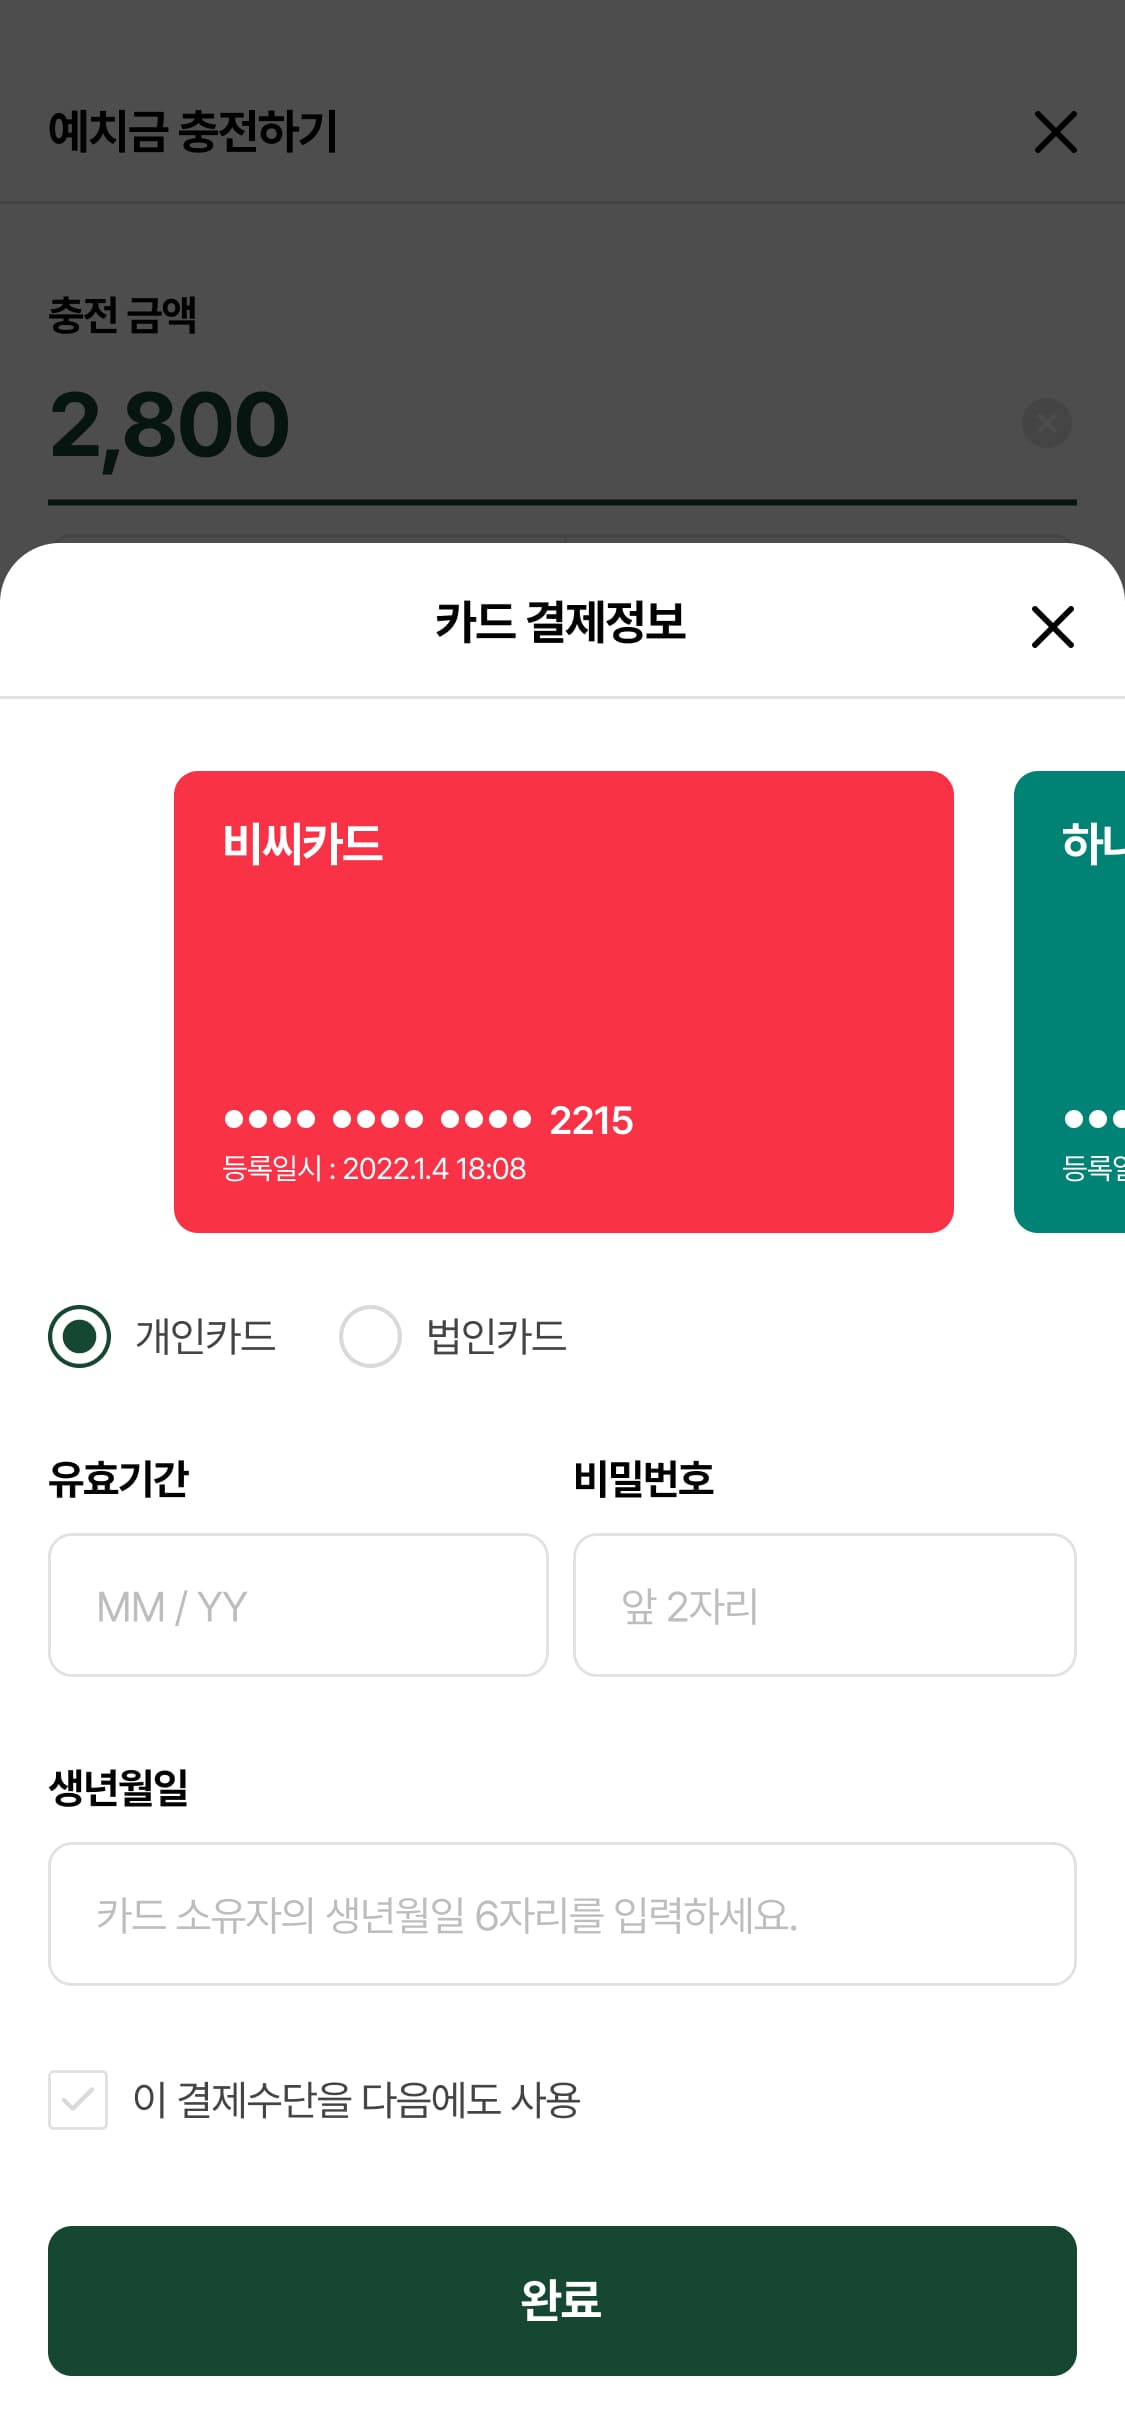 예치금 충전하기
충전 금액
2,800
카드 결제정보
비씨카드
하나
●●●● ●●●● ●●●● 2215
등록일시 : 2022.1.4 18:08
●●●
등록일
개인카드
법인카드
유효기간
비밀번호
MM / YY
앞 2자리
생년월일
카드 소유자의 생년월일 6자리를 입력하세요.
이 결제수단을 다음에도 사용
완료